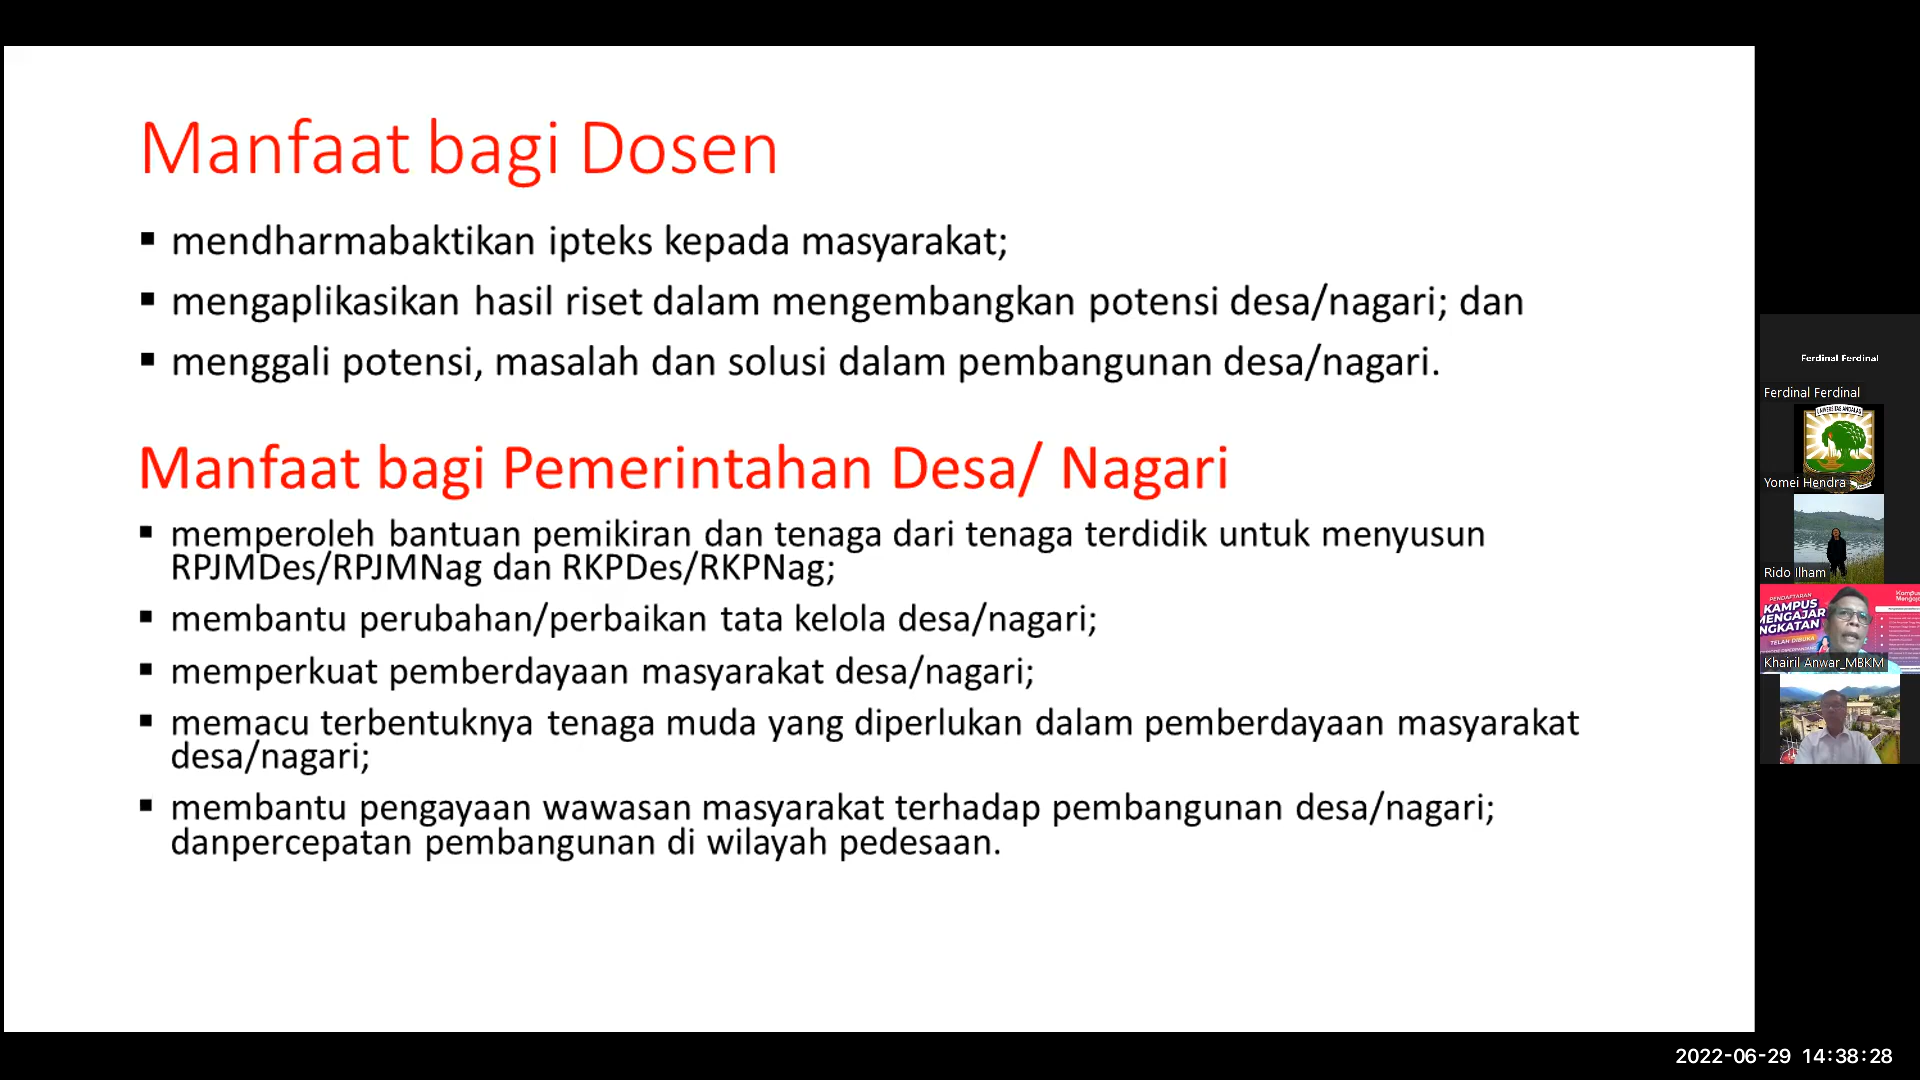 Manfaat bagi Dosen
▪ mendharmabaktikan ipteks kepada masyarakat;
▪ mengaplikasikan hasil riset dalam mengembangkan potensi desa/nagari; dan
▪ menggali potensi, masalah dan solusi dalam pembangunan desa/nagari.
Manfaat bagi Pemerintahan Desa/ Nagari
▪ memperoleh bantuan pemikiran dan tenaga dari tenaga terdidik untuk menyusun
RPJMDes/RPJMNag dan RKPDes/RKPNag;
▪ membantu perubahan/perbaikan tata kelola desa/nagari;
▪ memperkuat pemberdayaan masyarakat desa/nagari;
▪ memacu terbentuknya tenaga muda yang diperlukan dalam pemberdayaan masyarakat
desa/nagari;
▪ membantu pengayaan wawasan masyarakat terhadap pembangunan desa/nagari;
danpercepatan pembangunan di wilayah pedesaan.
Ferdinal Ferdinal
Ferdinal Ferdinal
UNIVERSITAS ANDALAS
Yomei Hendra
Rido Ilham
PENDAFTARAN
KAMPUS
MENGAJAR
NGKATAN
TELAH DIBUKA
Khairil Anwar_MBKM
2022-06-29 14:38:28